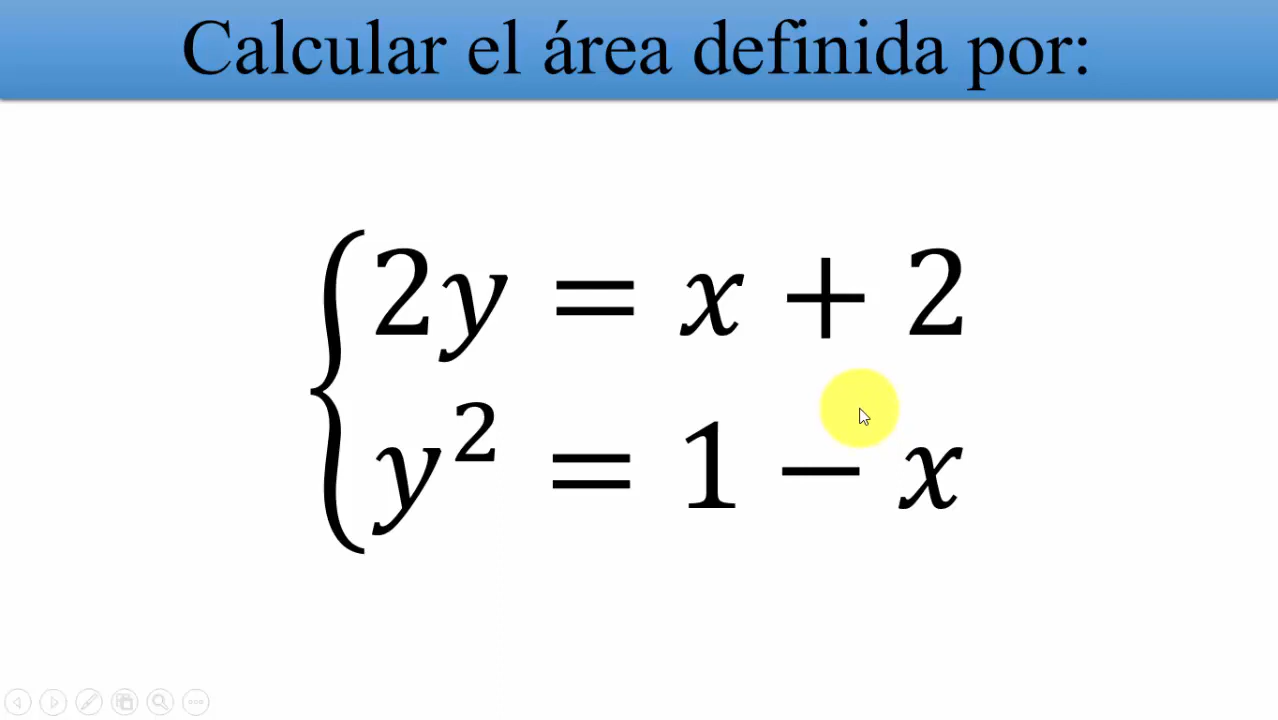 Calcular el área definida por:
2y = x + 2
y² = 1 − x